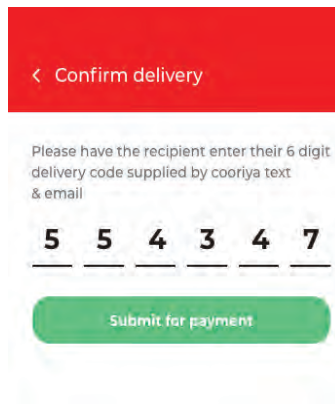 < Confirm delivery
Please have the recipient enter their 6 digit
delivery code supplied by cooriya text
& email
5 5 4 3 4 7
Submit for payment